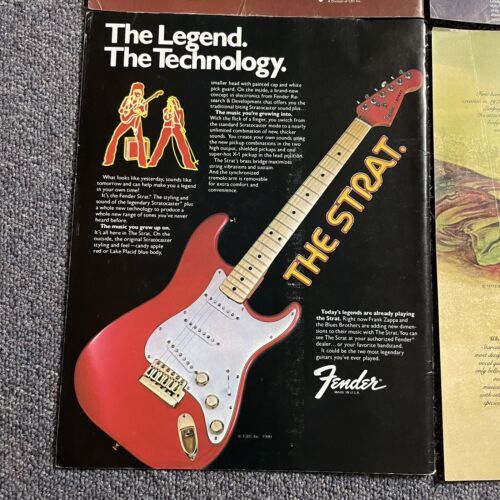 A Division of CBS Inc.
The Legend.
The Technology.
smaller head with painted cap and white
pick guard. On the inside, a brand-new
concept in electronics from Fender Re-
search & Development that offers you the
traditional biting Stratocaster sound plus...
The music you're growing into.
With the flick of a finger, you switch from
the standard Stratocaster mode to a nearly
unlimited combination of new, thicker
sounds. You create your own sounds using
the new pickup combinations in the two
high output, shielded pickups and one
super-hot X-1 pickup in the lead position.
The Strat's brass bridge maximizes
string vibrations and sustain.
And the synchronized
tremolo arm is removable
for extra comfort and
convenience.
What looks like yesterday, sounds like
tomorrow and can help make you a legend
in your own time?
It's the Fender Strat. The styling and
sound of the legendary Stratocaster plus
a whole new technology to produce a
whole new range of tones you've never
heard before.
The music you grew up on.
It's all here in The Strat. On the
outside, the original Stratocaster
styling and feel—candy apple
red or Lake Placid blue body,
THE STRAT.
Today's legends are already playing
the Strat. Right now Frank Zappa and
the Blues Brothers are adding new dimen-
sions to their music with The Strat. You can
see The Strat at your authorized Fender
dealer...or your favorite bandstand.
It could be the two most legendary
guitars you've ever played.
Fender
MADE IN U.S.A.
© CBS Inc. 1980